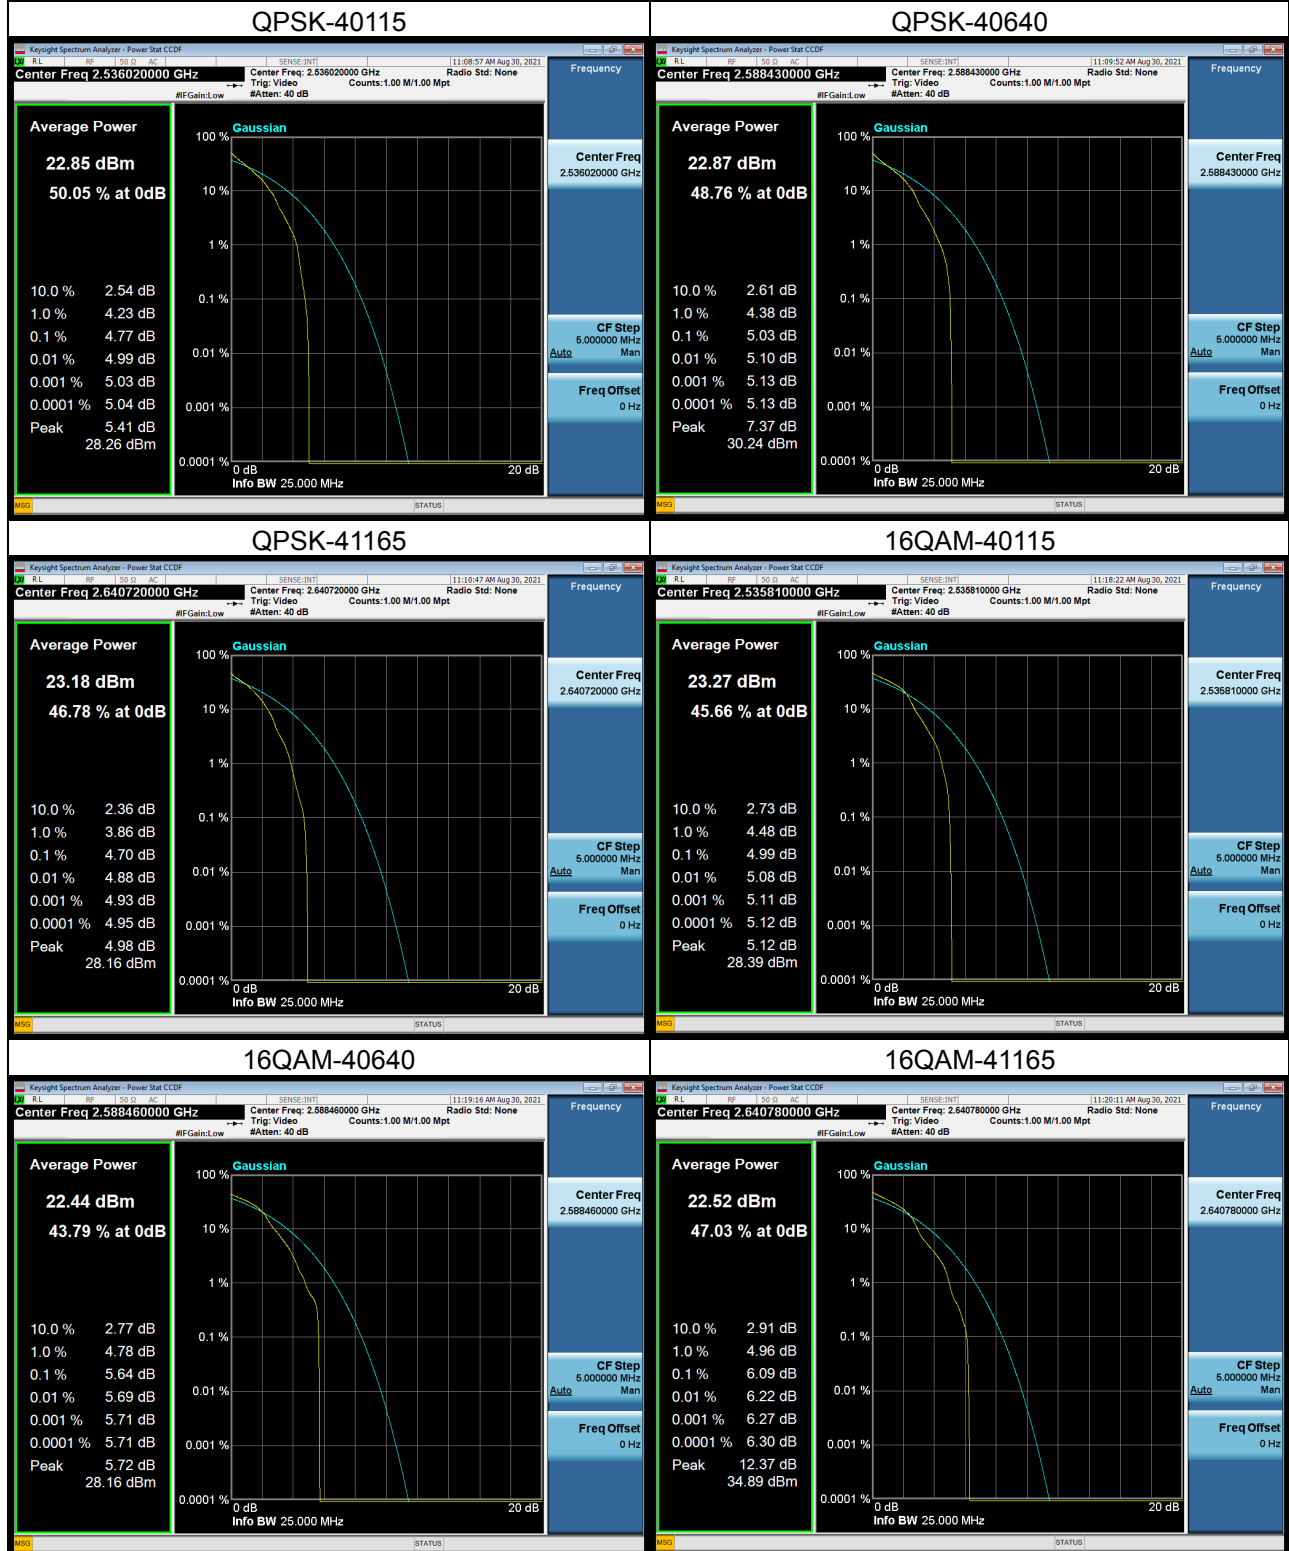 QPSK-40115
Keysight Spectrum Analyzer - Power Stat CCDF
RL RF 50 Ω AC SENSE:INT 11:08:57 AM Aug 30, 2021
Center Freq 2.536020000 GHz
Center Freq: 2.536020000 GHz Radio Std: None
Trig: Video Counts:1.00 M/1.00 Mpt
#IFGain:Low #Atten: 40 dB
Frequency
Average Power
22.85 dBm
50.05 % at 0dB
10.0 % 2.54 dB
1.0 % 4.23 dB
0.1 % 4.77 dB
0.01 % 4.99 dB
0.001 % 5.03 dB
0.0001 % 5.04 dB
Peak 5.41 dB
28.26 dBm
Gaussian
100 %
10 %
1 %
0.1 %
0.01 %
0.001 %
0.0001 %
0 dB 20 dB
Info BW 25.000 MHz
Center Freq
2.536020000 GHz
CF Step
5.000000 MHz
Auto Man
Freq Offset
0 Hz
MSG STATUS
QPSK-40640
Keysight Spectrum Analyzer - Power Stat CCDF
RL RF 50 Ω AC SENSE:INT 11:09:52 AM Aug 30, 2021
Center Freq 2.588430000 GHz
Center Freq: 2.588430000 GHz Radio Std: None
Trig: Video Counts:1.00 M/1.00 Mpt
#IFGain:Low #Atten: 40 dB
Frequency
Average Power
22.87 dBm
48.76 % at 0dB
10.0 % 2.61 dB
1.0 % 4.38 dB
0.1 % 5.03 dB
0.01 % 5.10 dB
0.001 % 5.13 dB
0.0001 % 5.13 dB
Peak 7.37 dB
30.24 dBm
Gaussian
100 %
10 %
1 %
0.1 %
0.01 %
0.001 %
0.0001 %
0 dB 20 dB
Info BW 25.000 MHz
Center Freq
2.588430000 GHz
CF Step
5.000000 MHz
Auto Man
Freq Offset
0 Hz
MSG STATUS
QPSK-41165
Keysight Spectrum Analyzer - Power Stat CCDF
RL RF 50 Ω AC SENSE:INT 11:10:47 AM Aug 30, 2021
Center Freq 2.640720000 GHz
Center Freq: 2.640720000 GHz Radio Std: None
Trig: Video Counts:1.00 M/1.00 Mpt
#IFGain:Low #Atten: 40 dB
Frequency
Average Power
23.18 dBm
46.78 % at 0dB
10.0 % 2.36 dB
1.0 % 3.86 dB
0.1 % 4.70 dB
0.01 % 4.88 dB
0.001 % 4.93 dB
0.0001 % 4.95 dB
Peak 4.98 dB
28.16 dBm
Gaussian
100 %
10 %
1 %
0.1 %
0.01 %
0.001 %
0.0001 %
0 dB 20 dB
Info BW 25.000 MHz
Center Freq
2.640720000 GHz
CF Step
5.000000 MHz
Auto Man
Freq Offset
0 Hz
MSG STATUS
16QAM-40115
Keysight Spectrum Analyzer - Power Stat CCDF
RL RF 50 Ω AC SENSE:INT 11:18:22 AM Aug 30, 2021
Center Freq 2.535810000 GHz
Center Freq: 2.535810000 GHz Radio Std: None
Trig: Video Counts:1.00 M/1.00 Mpt
#IFGain:Low #Atten: 40 dB
Frequency
Average Power
23.27 dBm
45.66 % at 0dB
10.0 % 2.73 dB
1.0 % 4.48 dB
0.1 % 4.99 dB
0.01 % 5.08 dB
0.001 % 5.11 dB
0.0001 % 5.12 dB
Peak 5.12 dB
28.39 dBm
Gaussian
100 %
10 %
1 %
0.1 %
0.01 %
0.001 %
0.0001 %
0 dB 20 dB
Info BW 25.000 MHz
Center Freq
2.535810000 GHz
CF Step
5.000000 MHz
Auto Man
Freq Offset
0 Hz
MSG STATUS
16QAM-40640
Keysight Spectrum Analyzer - Power Stat CCDF
RL RF 50 Ω AC SENSE:INT 11:19:16 AM Aug 30, 2021
Center Freq 2.588460000 GHz
Center Freq: 2.588460000 GHz Radio Std: None
Trig: Video Counts:1.00 M/1.00 Mpt
#IFGain:Low #Atten: 40 dB
Frequency
Average Power
22.44 dBm
43.79 % at 0dB
10.0 % 2.77 dB
1.0 % 4.78 dB
0.1 % 5.64 dB
0.01 % 5.69 dB
0.001 % 5.71 dB
0.0001 % 5.71 dB
Peak 5.72 dB
28.16 dBm
Gaussian
100 %
10 %
1 %
0.1 %
0.01 %
0.001 %
0.0001 %
0 dB 20 dB
Info BW 25.000 MHz
Center Freq
2.588460000 GHz
CF Step
5.000000 MHz
Auto Man
Freq Offset
0 Hz
MSG STATUS
16QAM-41165
Keysight Spectrum Analyzer - Power Stat CCDF
RL RF 50 Ω AC SENSE:INT 11:20:11 AM Aug 30, 2021
Center Freq 2.640780000 GHz
Center Freq: 2.640780000 GHz Radio Std: None
Trig: Video Counts:1.00 M/1.00 Mpt
#IFGain:Low #Atten: 40 dB
Frequency
Average Power
22.52 dBm
47.03 % at 0dB
10.0 % 2.91 dB
1.0 % 4.96 dB
0.1 % 6.09 dB
0.01 % 6.22 dB
0.001 % 6.27 dB
0.0001 % 6.30 dB
Peak 12.37 dB
34.89 dBm
Gaussian
100 %
10 %
1 %
0.1 %
0.01 %
0.001 %
0.0001 %
0 dB 20 dB
Info BW 25.000 MHz
Center Freq
2.640780000 GHz
CF Step
5.000000 MHz
Auto Man
Freq Offset
0 Hz
MSG STATUS